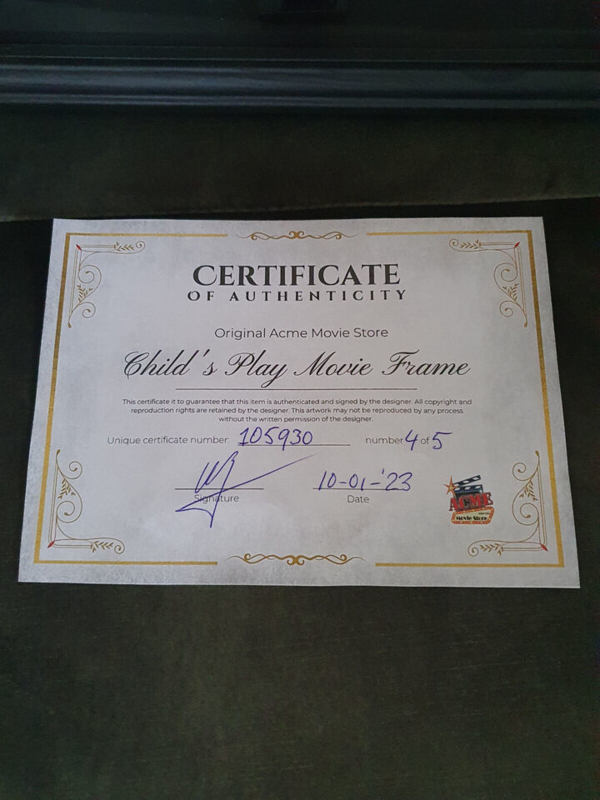 CERTIFICATE
OF AUTHENTICITY
Original Acme Movie Store
Child's Play Movie Frame
This certificate it to guarantee that this item is authenticated and signed by the designer. All copyright and
reproduction rights are retained by the designer. This artwork may not be reproduced by any process
without the written permission of the designer.
Unique certificate number: 105930 number 4 of 5
10-01-'23
Signature Date
ACME
Movie Store